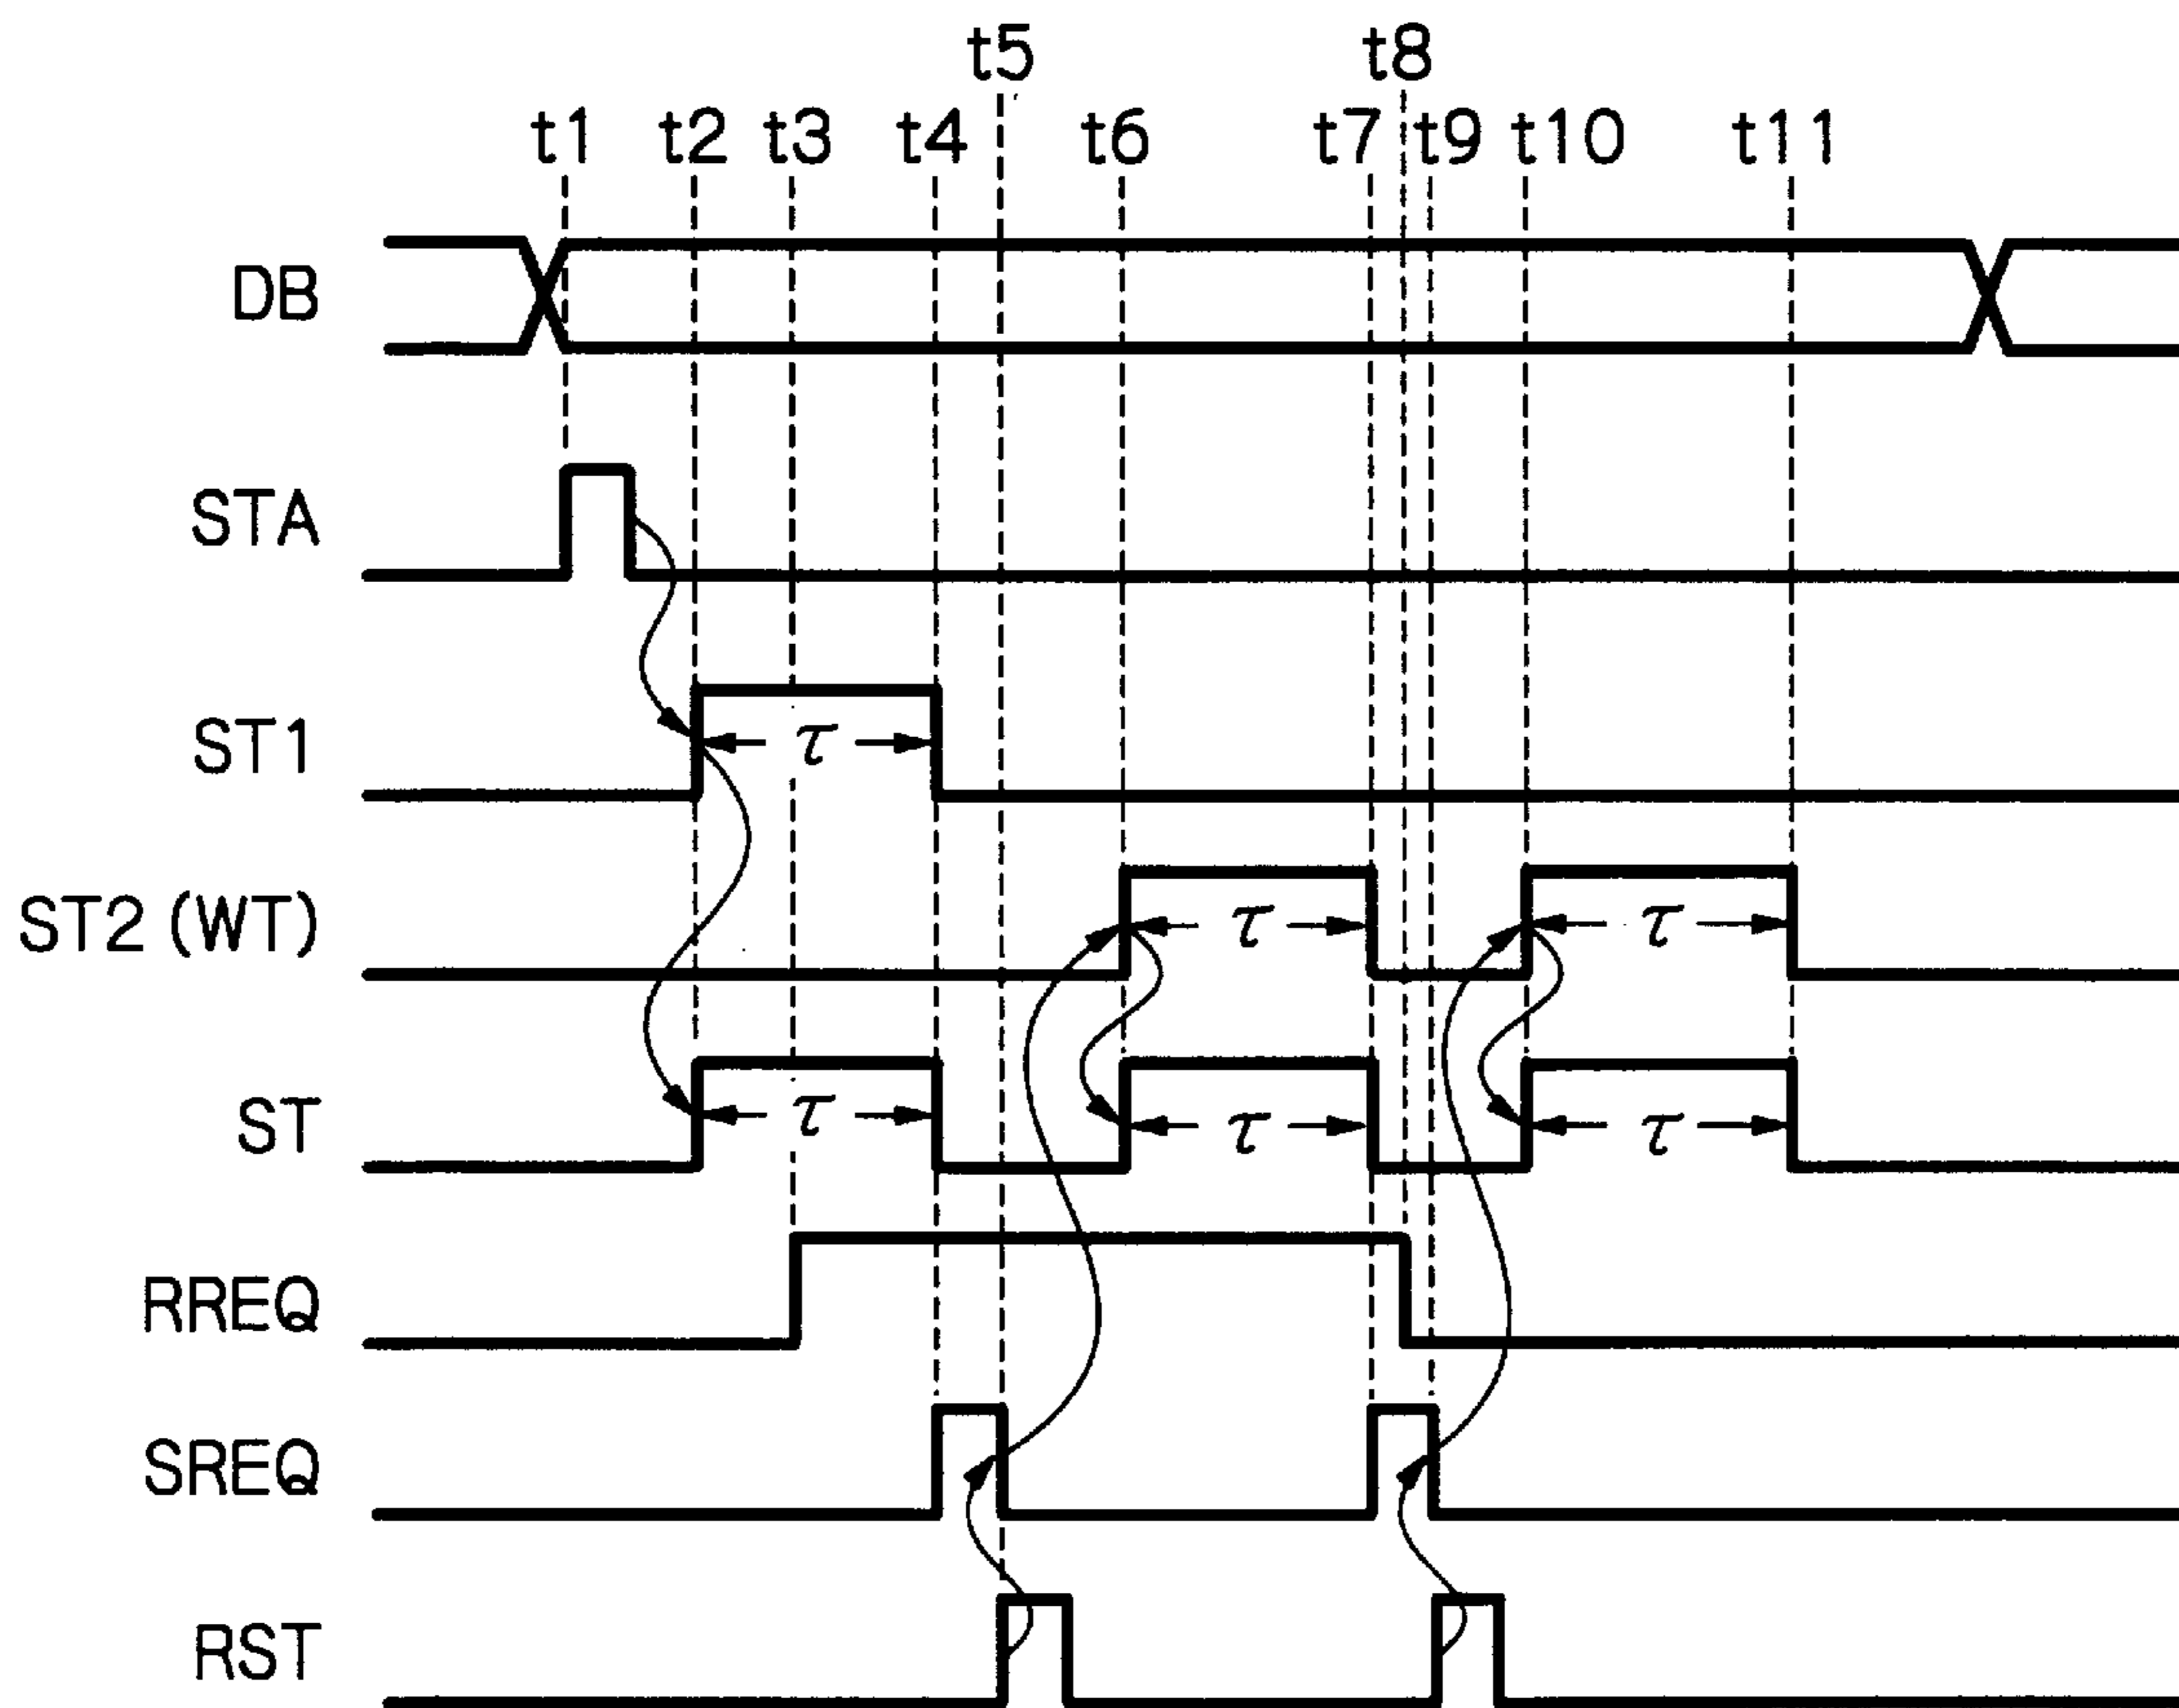 t5 t8
t1 t2 t3 t4 t6 t7 t9 t10 t11
DB
STA
ST1 τ
ST2 (WT) τ τ
ST τ τ τ
RREQ
SREQ
RST